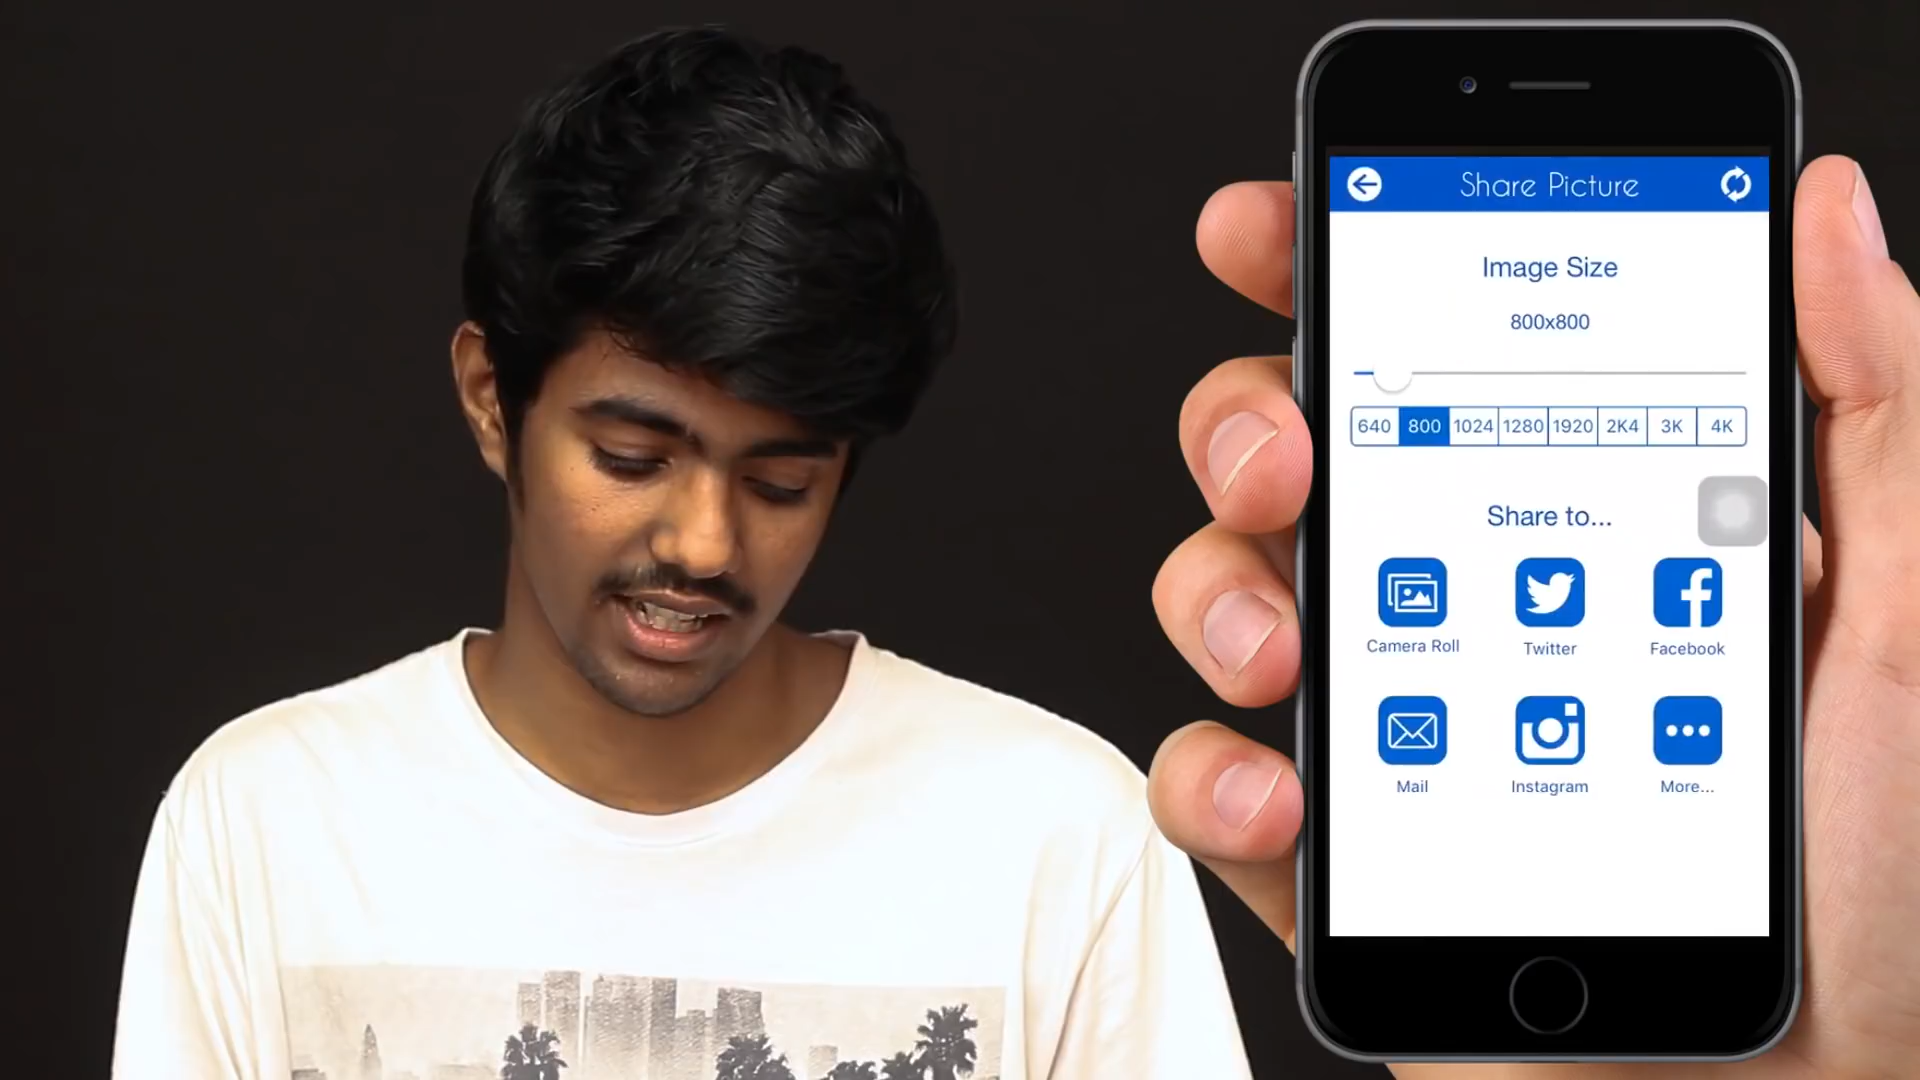 Share Picture
Image Size
800x800
640 800 1024 1280 1920 2K4 3K 4K
Share to...
Camera Roll Twitter Facebook
Mail Instagram More...